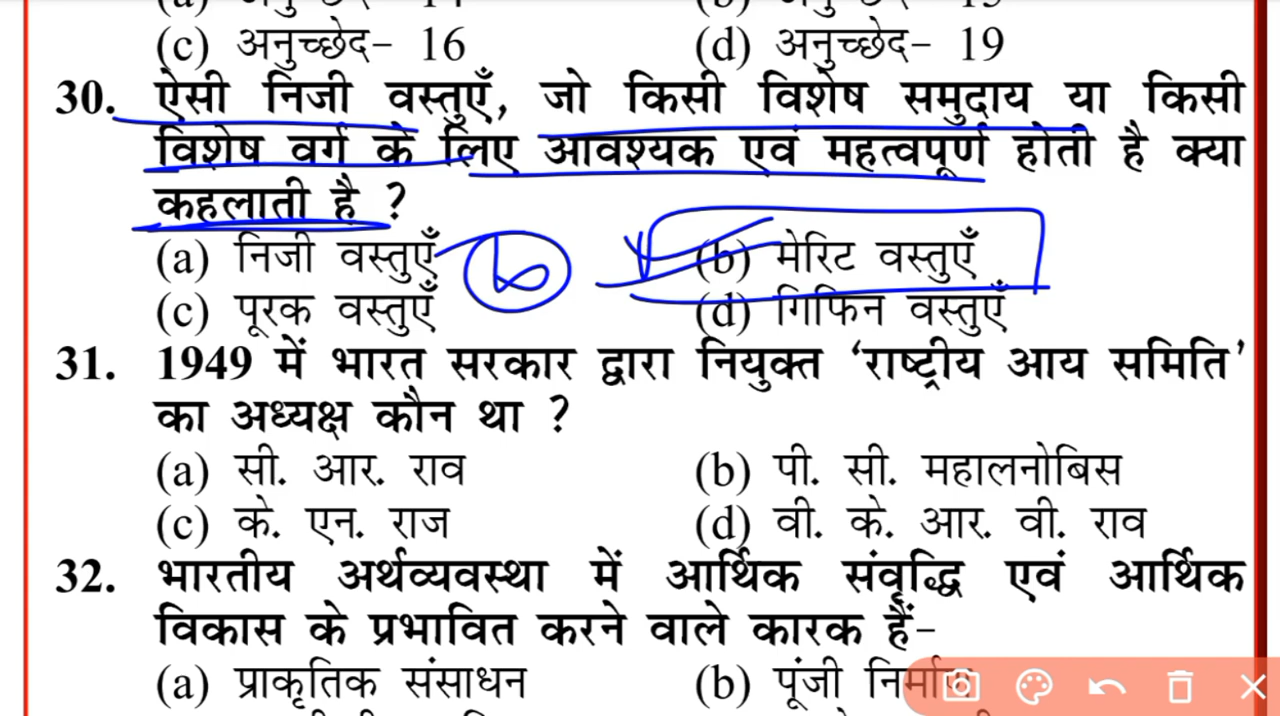 (c) अनुच्छेद– 16 (d) अनुच्छेद– 19
30. ऐसी निजी वस्तुएँ, जो किसी विशेष समुदाय या किसी
विशेष वर्ग के लिए आवश्यक एवं महत्वपूर्ण होती है क्या
कहलाती है ?
(a) निजी वस्तुएँ (b) मेरिट वस्तुएँ
b
(c) पूरक वस्तुएँ (d) गिफिन वस्तुएँ
31. 1949 में भारत सरकार द्वारा नियुक्त ‘राष्ट्रीय आय समिति’
का अध्यक्ष कौन था ?
(a) सी. आर. राव (b) पी. सी. महालनोबिस
(c) के. एन. राज (d) वी. के. आर. वी. राव
32. भारतीय अर्थव्यवस्था में आर्थिक संवृद्धि एवं आर्थिक
विकास के प्रभावित करने वाले कारक हैं–
(a) प्राकृतिक संसाधन (b) पूंजी निर्माण